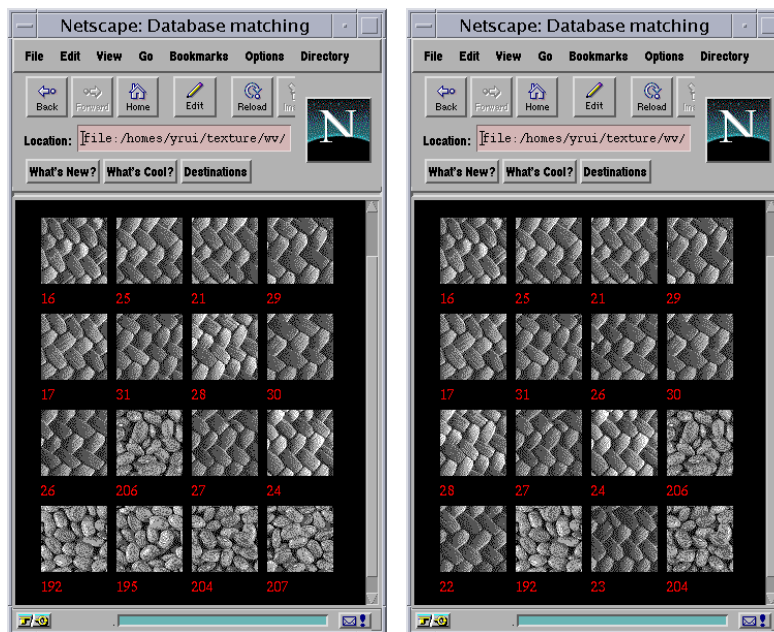 Netscape: Database matching
File Edit View Go Bookmarks Options Directory
Back Forward Home Edit Reload
Location: file:/homes/yrui/texture/wv/
N
What's New? What's Cool? Destinations
16 25 21 29
17 31 28 30
26 206 27 24
192 195 204 207
Netscape: Database matching
File Edit View Go Bookmarks Options Directory
Back Forward Home Edit Reload
Location: file:/homes/yrui/texture/wv/
N
What's New? What's Cool? Destinations
16 25 21 29
17 31 26 30
28 27 24 206
22 192 23 204